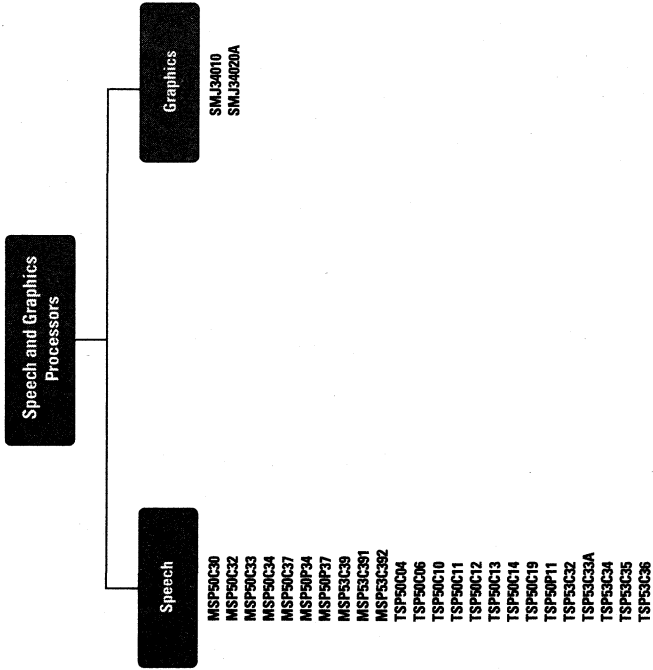 Speech and Graphics
Processors
Speech
MSP50C30
MSP50C32
MSP50C33
MSP50C34
MSP50C37
MSP50P34
MSP50P37
MSP53C39
MSP53C391
MSP53C392
TSP50C04
TSP50C06
TSP50C10
TSP50C11
TSP50C12
TSP50C13
TSP50C14
TSP50C19
TSP50P11
TSP53C32
TSP53C33A
TSP53C34
TSP53C35
TSP53C36
Graphics
SMJ34010
SMJ34020A